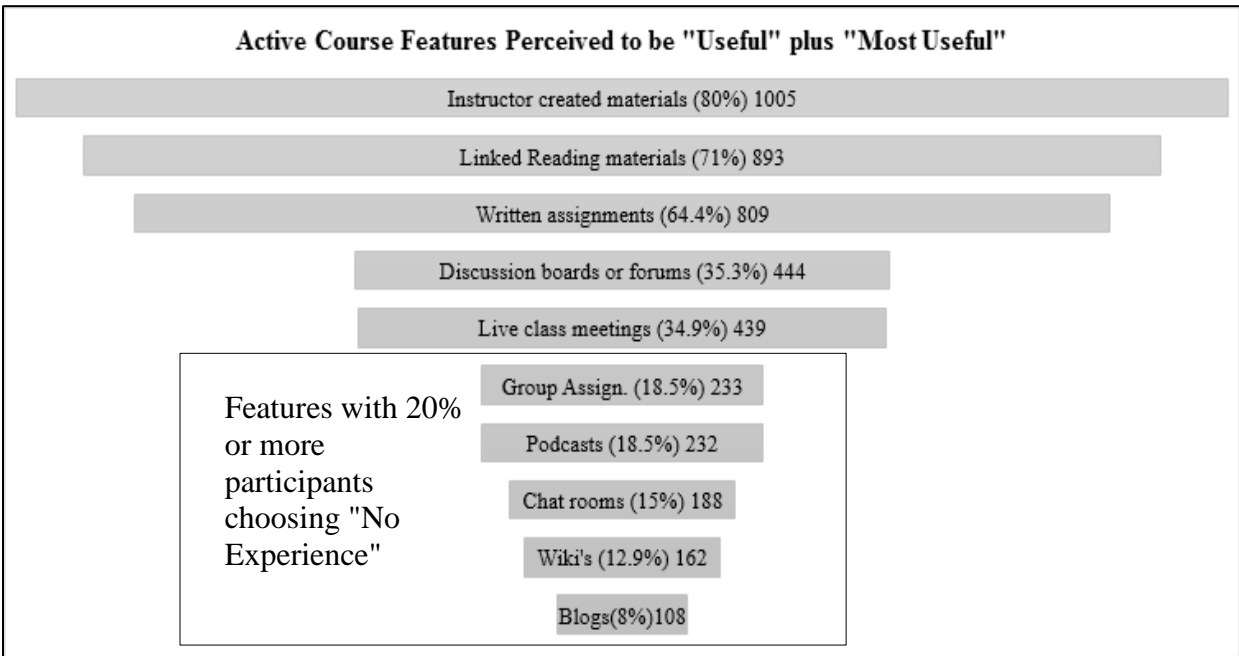 Active Course Features Perceived to be "Useful" plus "Most Useful"
Instructor created materials (80%) 1005
Linked Reading materials (71%) 893
Written assignments (64.4%) 809
Discussion boards or forums (35.3%) 444
Live class meetings (34.9%) 439
Features with 20%
or more
participants
choosing "No
Experience"
Group Assign. (18.5%) 233
Podcasts (18.5%) 232
Chat rooms (15%) 188
Wiki's (12.9%) 162
Blogs(8%)108